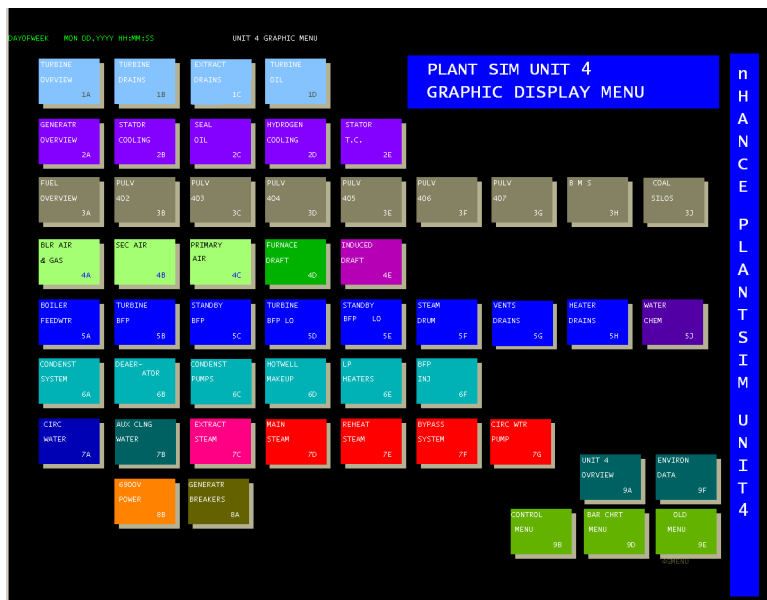 DAYOFWEEK MON DD.YYYY HH:MM:SS UNIT 4 GRAPHIC MENU
PLANT SIM UNIT 4
GRAPHIC DISPLAY MENU
TURBINE OVRVIEW 1A
TURBINE DRAINS 1B
EXTRACT DRAINS 1C
TURBINE OIL 1D
GENERATR OVERVIEW 2A
STATOR COOLING 2B
SEAL OIL 2C
HYDROGEN COOLING 2D
STATOR T.C. 2E
FUEL OVERVIEW 3A
PULV 402 3B
PULV 403 3C
PULV 404 3D
PULV 405 3E
PULV 406 3F
PULV 407 3G
B M S 3H
COAL SILOS 3J
BLR AIR & GAS 4A
SEC AIR 4B
PRIMARY AIR 4C
FURNACE DRAFT 4D
INDUCED DRAFT 4E
BOILER FEEDWTR 5A
TURBINE BFP 5B
STANDBY BFP 5C
TURBINE BFP LO 5D
STANDBY BFP LO 5E
STEAM DRUM 5F
VENTS DRAINS 5G
HEATER DRAINS 5H
WATER CHEM 5J
CONDENST SYSTEM 6A
DEAER- ATOR 6B
CONDENST PUMPS 6C
HOTWELL MAKEUP 6D
LP HEATERS 6E
BFP INJ 6F
CIRC WATER 7A
AUX CLNG WATER 7B
EXTRACT STEAM 7C
MAIN STEAM 7D
REHEAT STEAM 7E
BYPASS SYSTEM 7F
CIRC WTR PUMP 7G
6900V POWER 8B
GENERATR BREAKERS 8A
UNIT 4 OVRVIEW 9A
ENVIRON DATA 9F
CONTROL MENU 9B
BAR CHRT MENU 9D
OLD MENU 9E
4GMENU
nHANCE PLANTSIM UNIT4